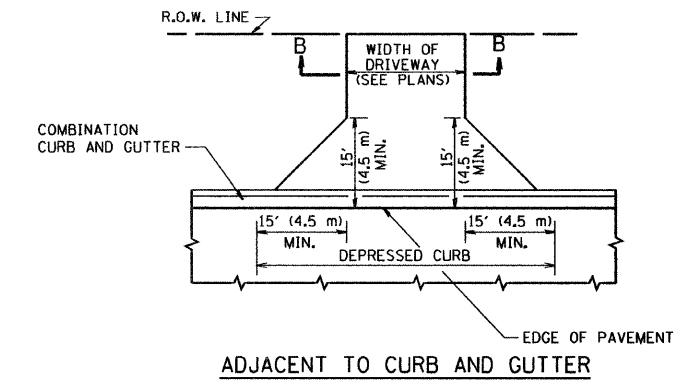 R.O.W. LINE
B
B
WIDTH OF
DRIVEWAY
(SEE PLANS)
COMBINATION
CURB AND GUTTER
15'
(4.5 m)
MIN.
15'
(4.5 m)
MIN.
15' (4.5 m)
MIN.
15' (4.5 m)
MIN.
DEPRESSED CURB
EDGE OF PAVEMENT
ADJACENT TO CURB AND GUTTER